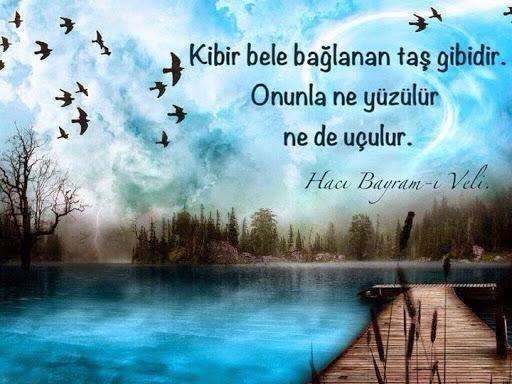 Kibir bele bağlanan taş gibidir.
Onunla ne yüzülür
ne de uçulur.
Hacı Bayram-ı Veli.